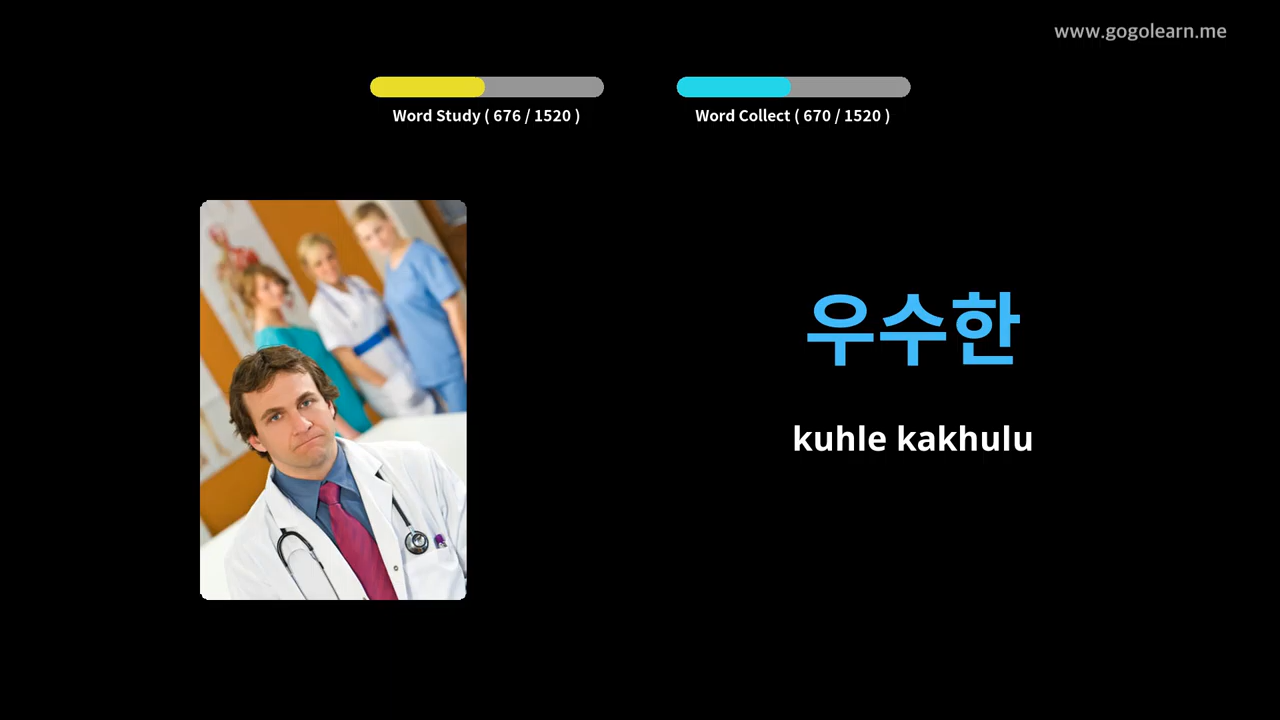 www.gogolearn.me
Word Study ( 676 / 1520 )
Word Collect ( 670 / 1520 )
우수한
kuhle kakhulu